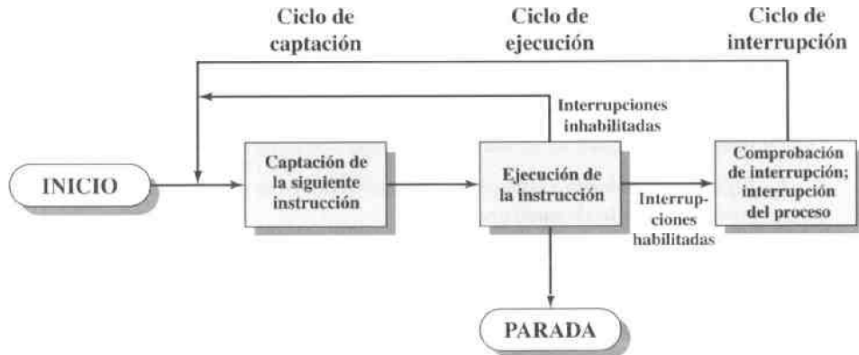 Ciclo de
captación
Ciclo de
ejecución
Ciclo de
interrupción
Interrupciones
inhabilitadas
INICIO
Captación de
la siguiente
instrucción
Ejecución de
la instrucción
Interrup-
ciones
habilitadas
Comprobación
de interrupción;
interrupción
del proceso
PARADA